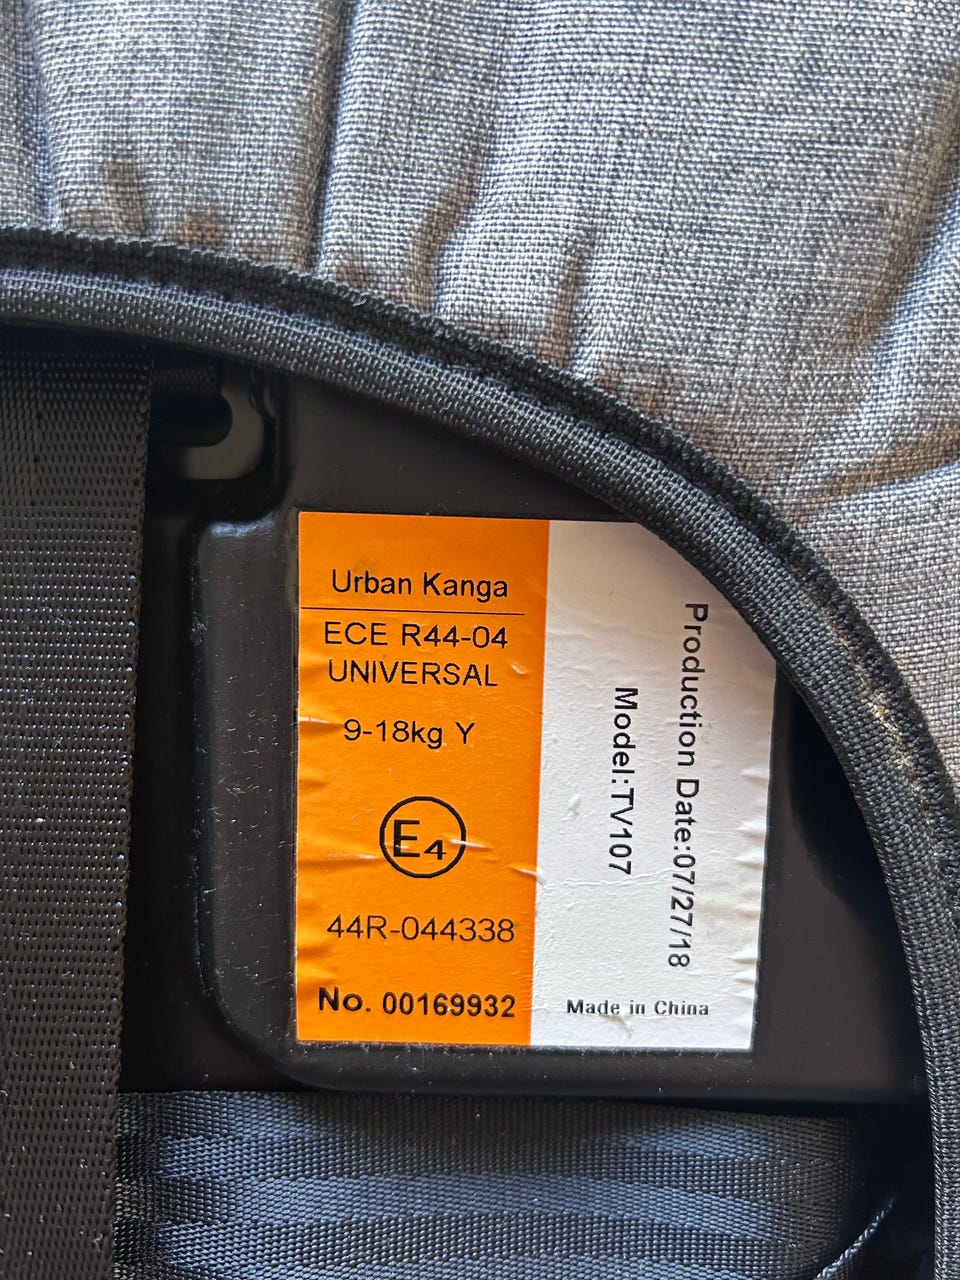 Urban Kanga
ECE R44-04
UNIVERSAL
9-18kg Y
E4
44R-044338
No. 00169932
Production Date:07/27/18
Model:TV107
Made in China